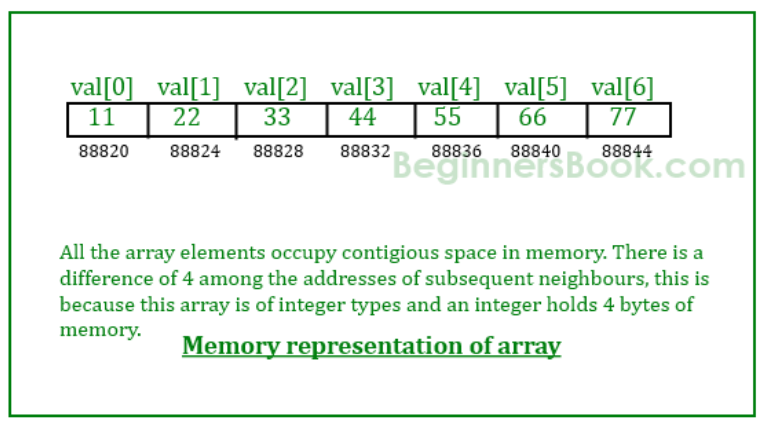 val[0] val[1] val[2] val[3] val[4] val[5] val[6]
11 22 33 44 55 66 77
88820 88824 88828 88832 88836 88840 88844
BeginnersBook.com
All the array elements occupy contigious space in memory. There is a
difference of 4 among the addresses of subsequent neighbours, this is
because this array is of integer types and an integer holds 4 bytes of
memory.
Memory representation of array